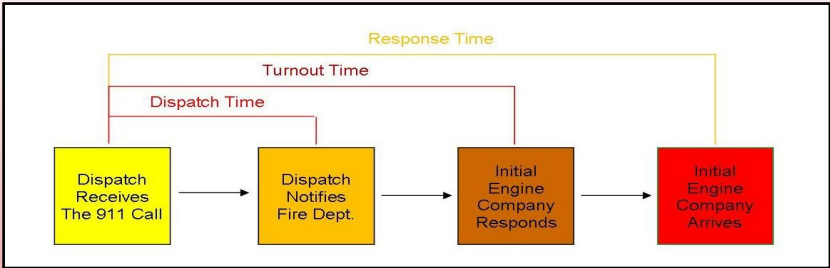 Response Time
Turnout Time
Dispatch Time
Dispatch
Receives
The 911 Call
Dispatch
Notifies
Fire Dept.
Initial
Engine
Company
Responds
Initial
Engine
Company
Arrives